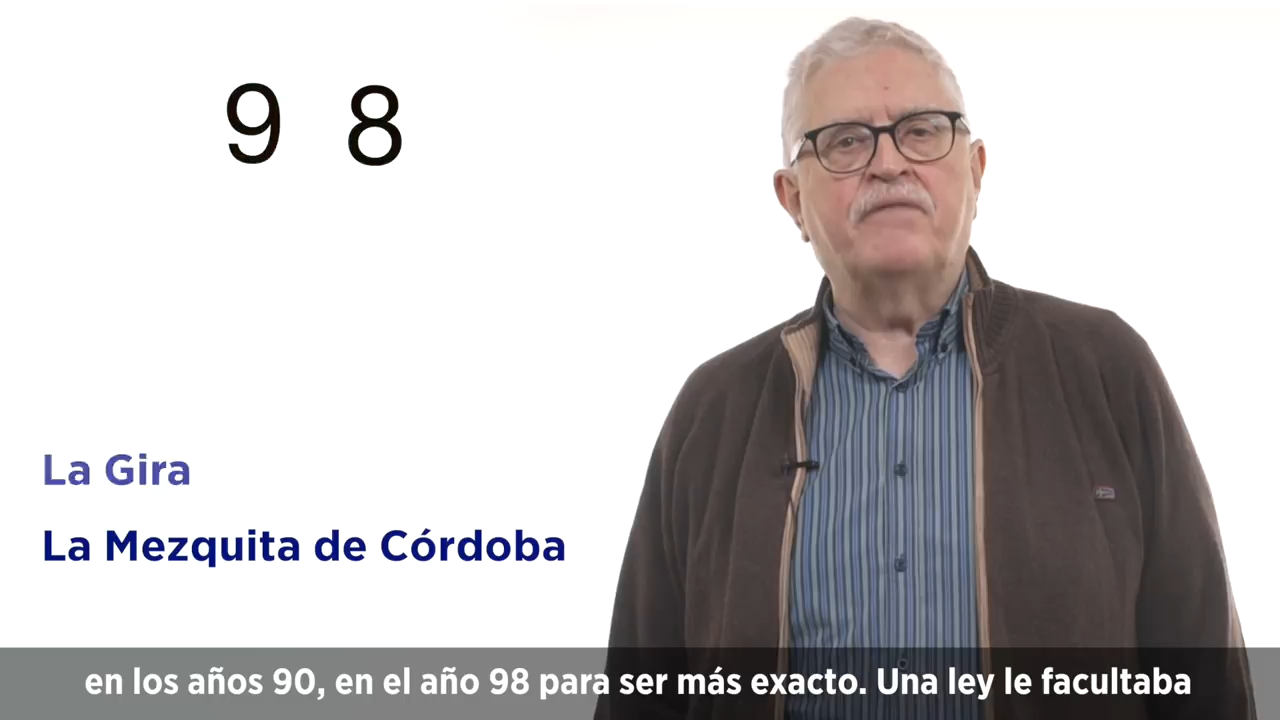 9 8
La Gira
La Mezquita de Córdoba
en los años 90, en el año 98 para ser más exacto. Una ley le facultaba